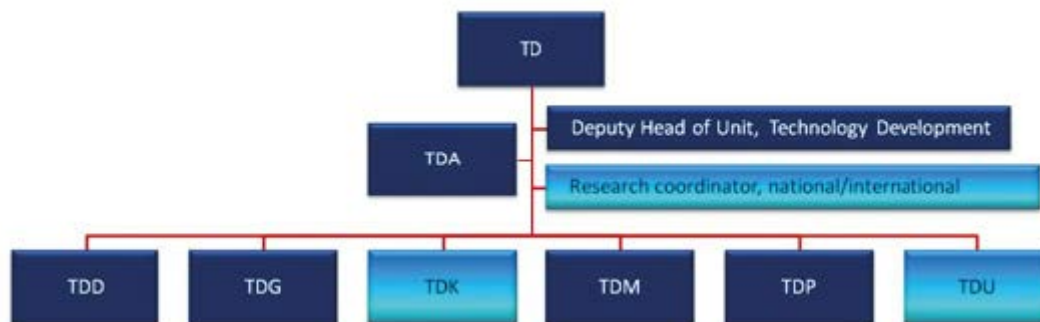 TD
Deputy Head of Unit, Technology Development
TDA
Research coordinator, national/international
TDD
TDG
TDK
TDM
TDP
TDU